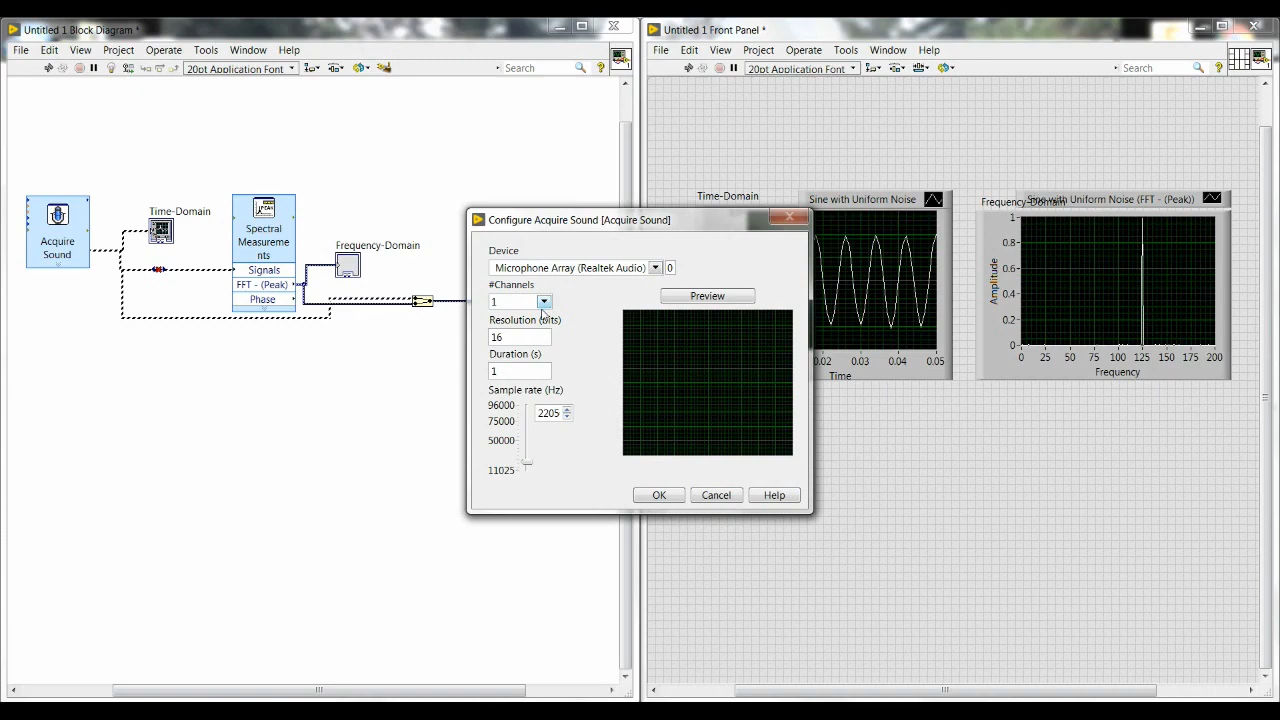 Untitled 1 Block Diagram *
File Edit View Project Operate Tools Window Help
20pt Application Font
Search
Acquire
Sound
Time-Domain
Spectral
Measureme
nts
Signals
FFT - (Peak)
Phase
Frequency-Domain
Untitled 1 Front Panel *
File Edit View Project Operate Tools Window Help
20pt Application Font
Search
Time-Domain
Sine with Uniform Noise
0.02 0.03 0.04 0.05
Time
Frequency-Domain
Sine with Uniform Noise (FFT - (Peak))
Amplitude
1
0.8
0.6
0.4
0.2
0
0 25 50 75 100 125 150 175 200
Frequency
Configure Acquire Sound [Acquire Sound]
Device
Microphone Array (Realtek Audio) 0
#Channels
1
Preview
Resolution (bits)
16
Duration (s)
1
Sample rate (Hz)
96000
75000
50000
11025
2205
OK Cancel Help